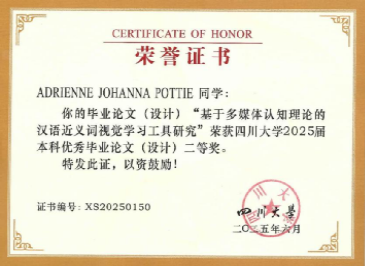 CERTIFICATE OF HONOR
荣誉证书
ADRIENNE JOHANNA POTTIE 同学：
你的毕业论文（设计）“基于多媒体认知理论的
汉语近义词视觉学习工具研究”荣获四川大学2025届
本科优秀毕业论文（设计）二等奖。
特发此证，以资鼓励！
证书编号：XS20250150
四川大学
二〇二五年六月